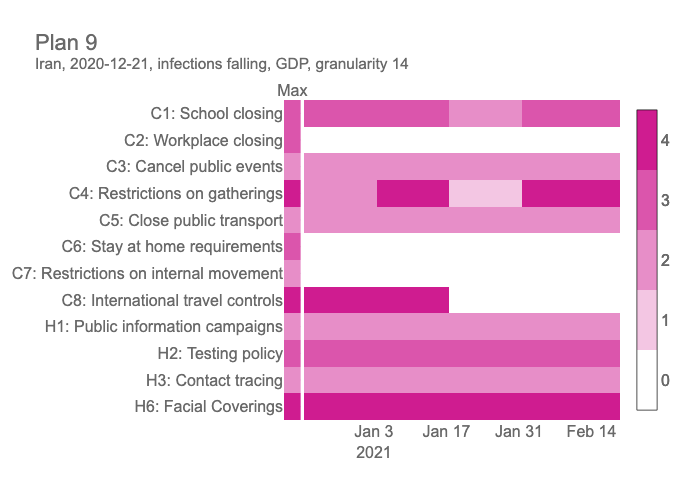 Plan 9
Iran, 2020-12-21, infections falling, GDP, granularity 14
Max
C1: School closing
C2: Workplace closing
C3: Cancel public events
C4: Restrictions on gatherings
C5: Close public transport
C6: Stay at home requirements
C7: Restrictions on internal movement
C8: International travel controls
H1: Public information campaigns
H2: Testing policy
H3: Contact tracing
H6: Facial Coverings
Jan 3 Jan 17 Jan 31 Feb 14
2021
4
3
2
1
0